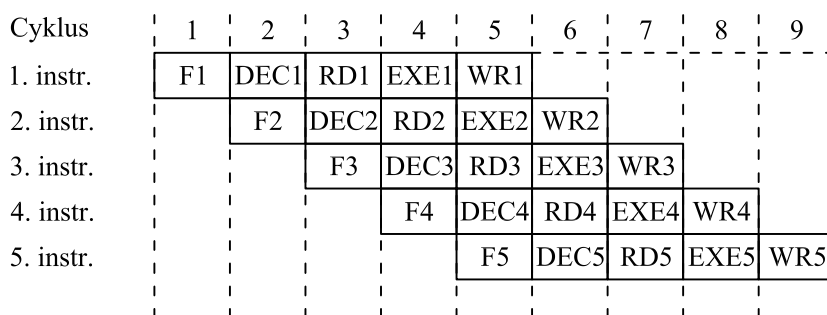 Cyklus 1 2 3 4 5 6 7 8 9
1. instr. F1 DEC1 RD1 EXE1 WR1
2. instr. F2 DEC2 RD2 EXE2 WR2
3. instr. F3 DEC3 RD3 EXE3 WR3
4. instr. F4 DEC4 RD4 EXE4 WR4
5. instr. F5 DEC5 RD5 EXE5 WR5